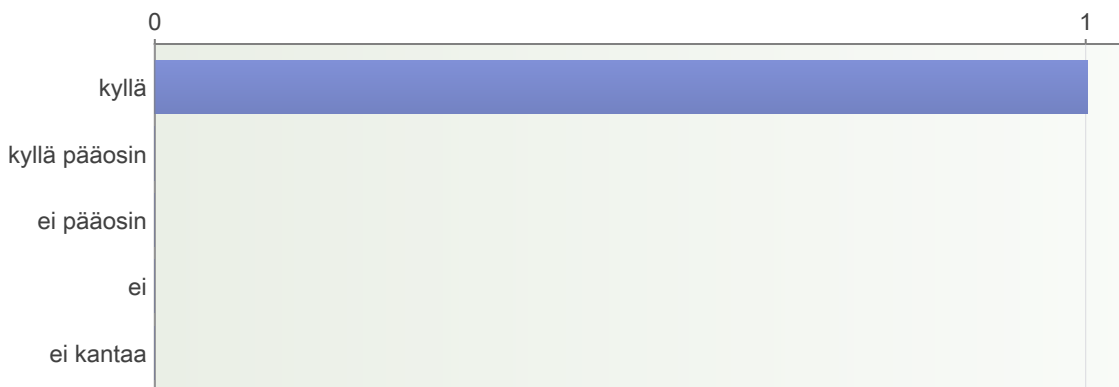 0 1
kyllä
kyllä pääosin
ei pääosin
ei
ei kantaa